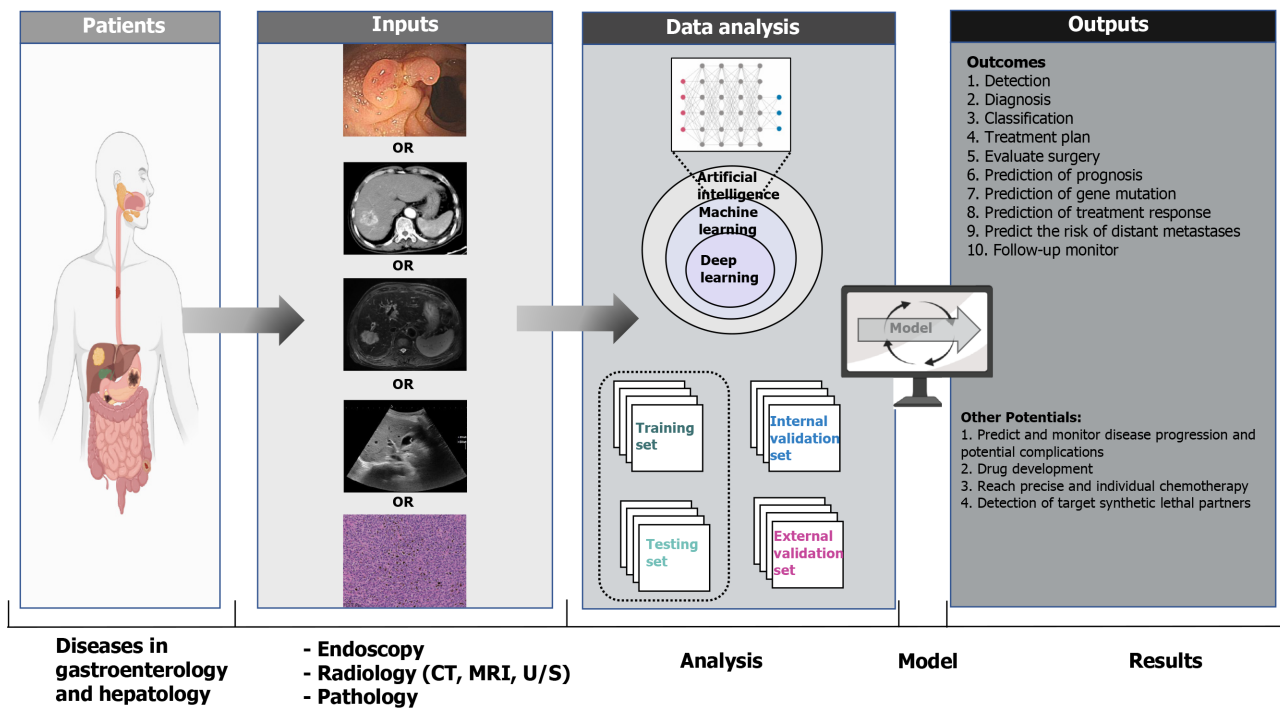 Patients
Inputs
OR
OR
OR
OR
Data analysis
Artificial
intelligence
Machine
learning
Deep
learning
Training
set
Internal
validation
set
Testing
set
External
validation
set
Model
Outputs
Outcomes
1. Detection
2. Diagnosis
3. Classification
4. Treatment plan
5. Evaluate surgery
6. Prediction of prognosis
7. Prediction of gene mutation
8. Prediction of treatment response
9. Predict the risk of distant metastases
10. Follow-up monitor
Other Potentials:
1. Predict and monitor disease progression and
potential complications
2. Drug development
3. Reach precise and individual chemotherapy
4. Detection of target synthetic lethal partners
Diseases in
gastroenterology
and hepatology
- Endoscopy
- Radiology (CT, MRI, U/S)
- Pathology
Analysis
Model
Results